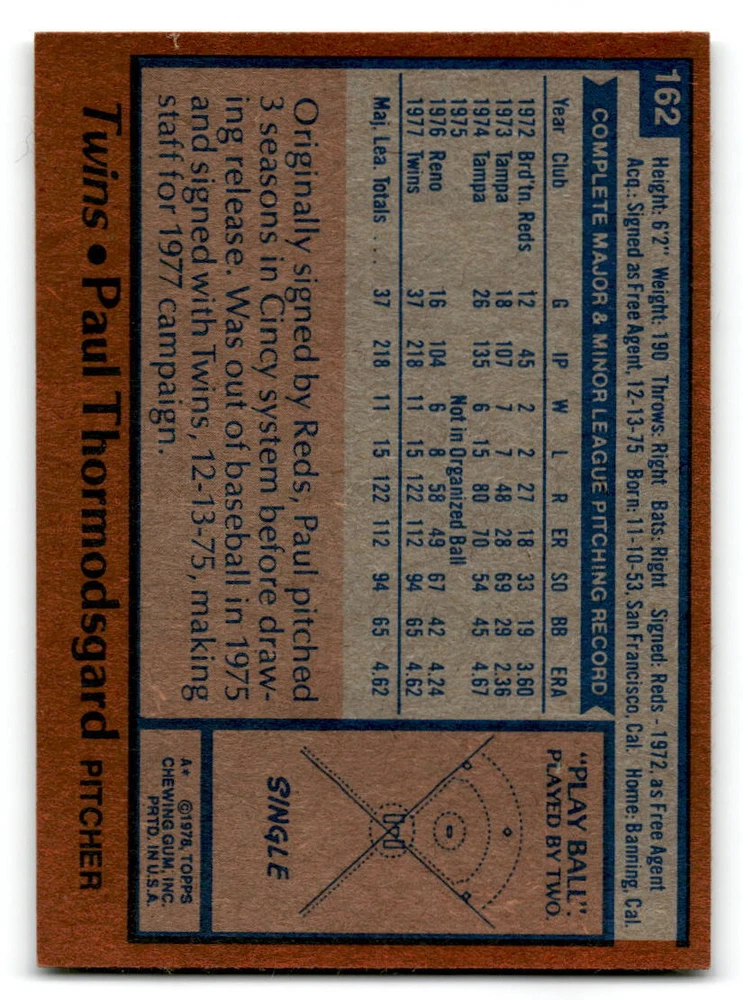 162
Height: 6'2" Weight: 190 Throws: Right Bats: Right Signed: Reds - 1972, as Free Agent
Acq.: Signed as Free Agent, 12-13-75 Born: 11-10-53, San Francisco, Cal. Home: Banning, Cal.
COMPLETE MAJOR & MINOR LEAGUE PITCHING RECORD
Year Club G IP W L R ER SO BB ERA
1972 Brd'tn. Reds 12 45 2 2 27 18 33 19 3.60
1973 Tampa 18 107 7 7 48 28 69 29 2.36
1974 Tampa 26 135 6 15 80 70 54 45 4.67
1975 Not in Organized Ball
1976 Reno 16 104 6 8 58 49 67 42 4.24
1977 Twins 37 218 11 15 122 112 94 65 4.62
Maj. Lea. Totals . . . 37 218 11 15 122 112 94 65 4.62
Originally signed by Reds, Paul pitched
3 seasons in Cincy system before draw-
ing release. Was out of baseball in 1975
and signed with Twins, 12-13-75, making
staff for 1977 campaign.
"PLAY BALL".
PLAYED BY TWO.
SINGLE
A* ©1978, TOPPS
CHEWING GUM, INC.
PRTD. IN U.S.A.
Twins • Paul Thormodsgard PITCHER